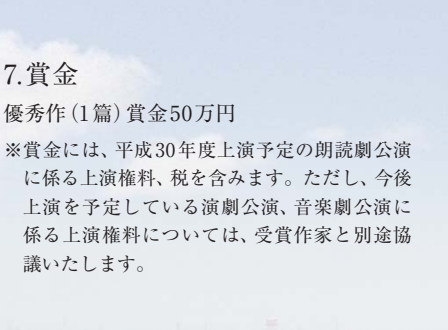 7.賞金
優秀作(1篇)賞金50万円
※賞金には、平成30年度上演予定の朗読劇公演
に係る上演権料、税を含みます。ただし、今後
上演を予定している演劇公演、音楽劇公演に
係る上演権料については、受賞作家と別途協
議いたします。